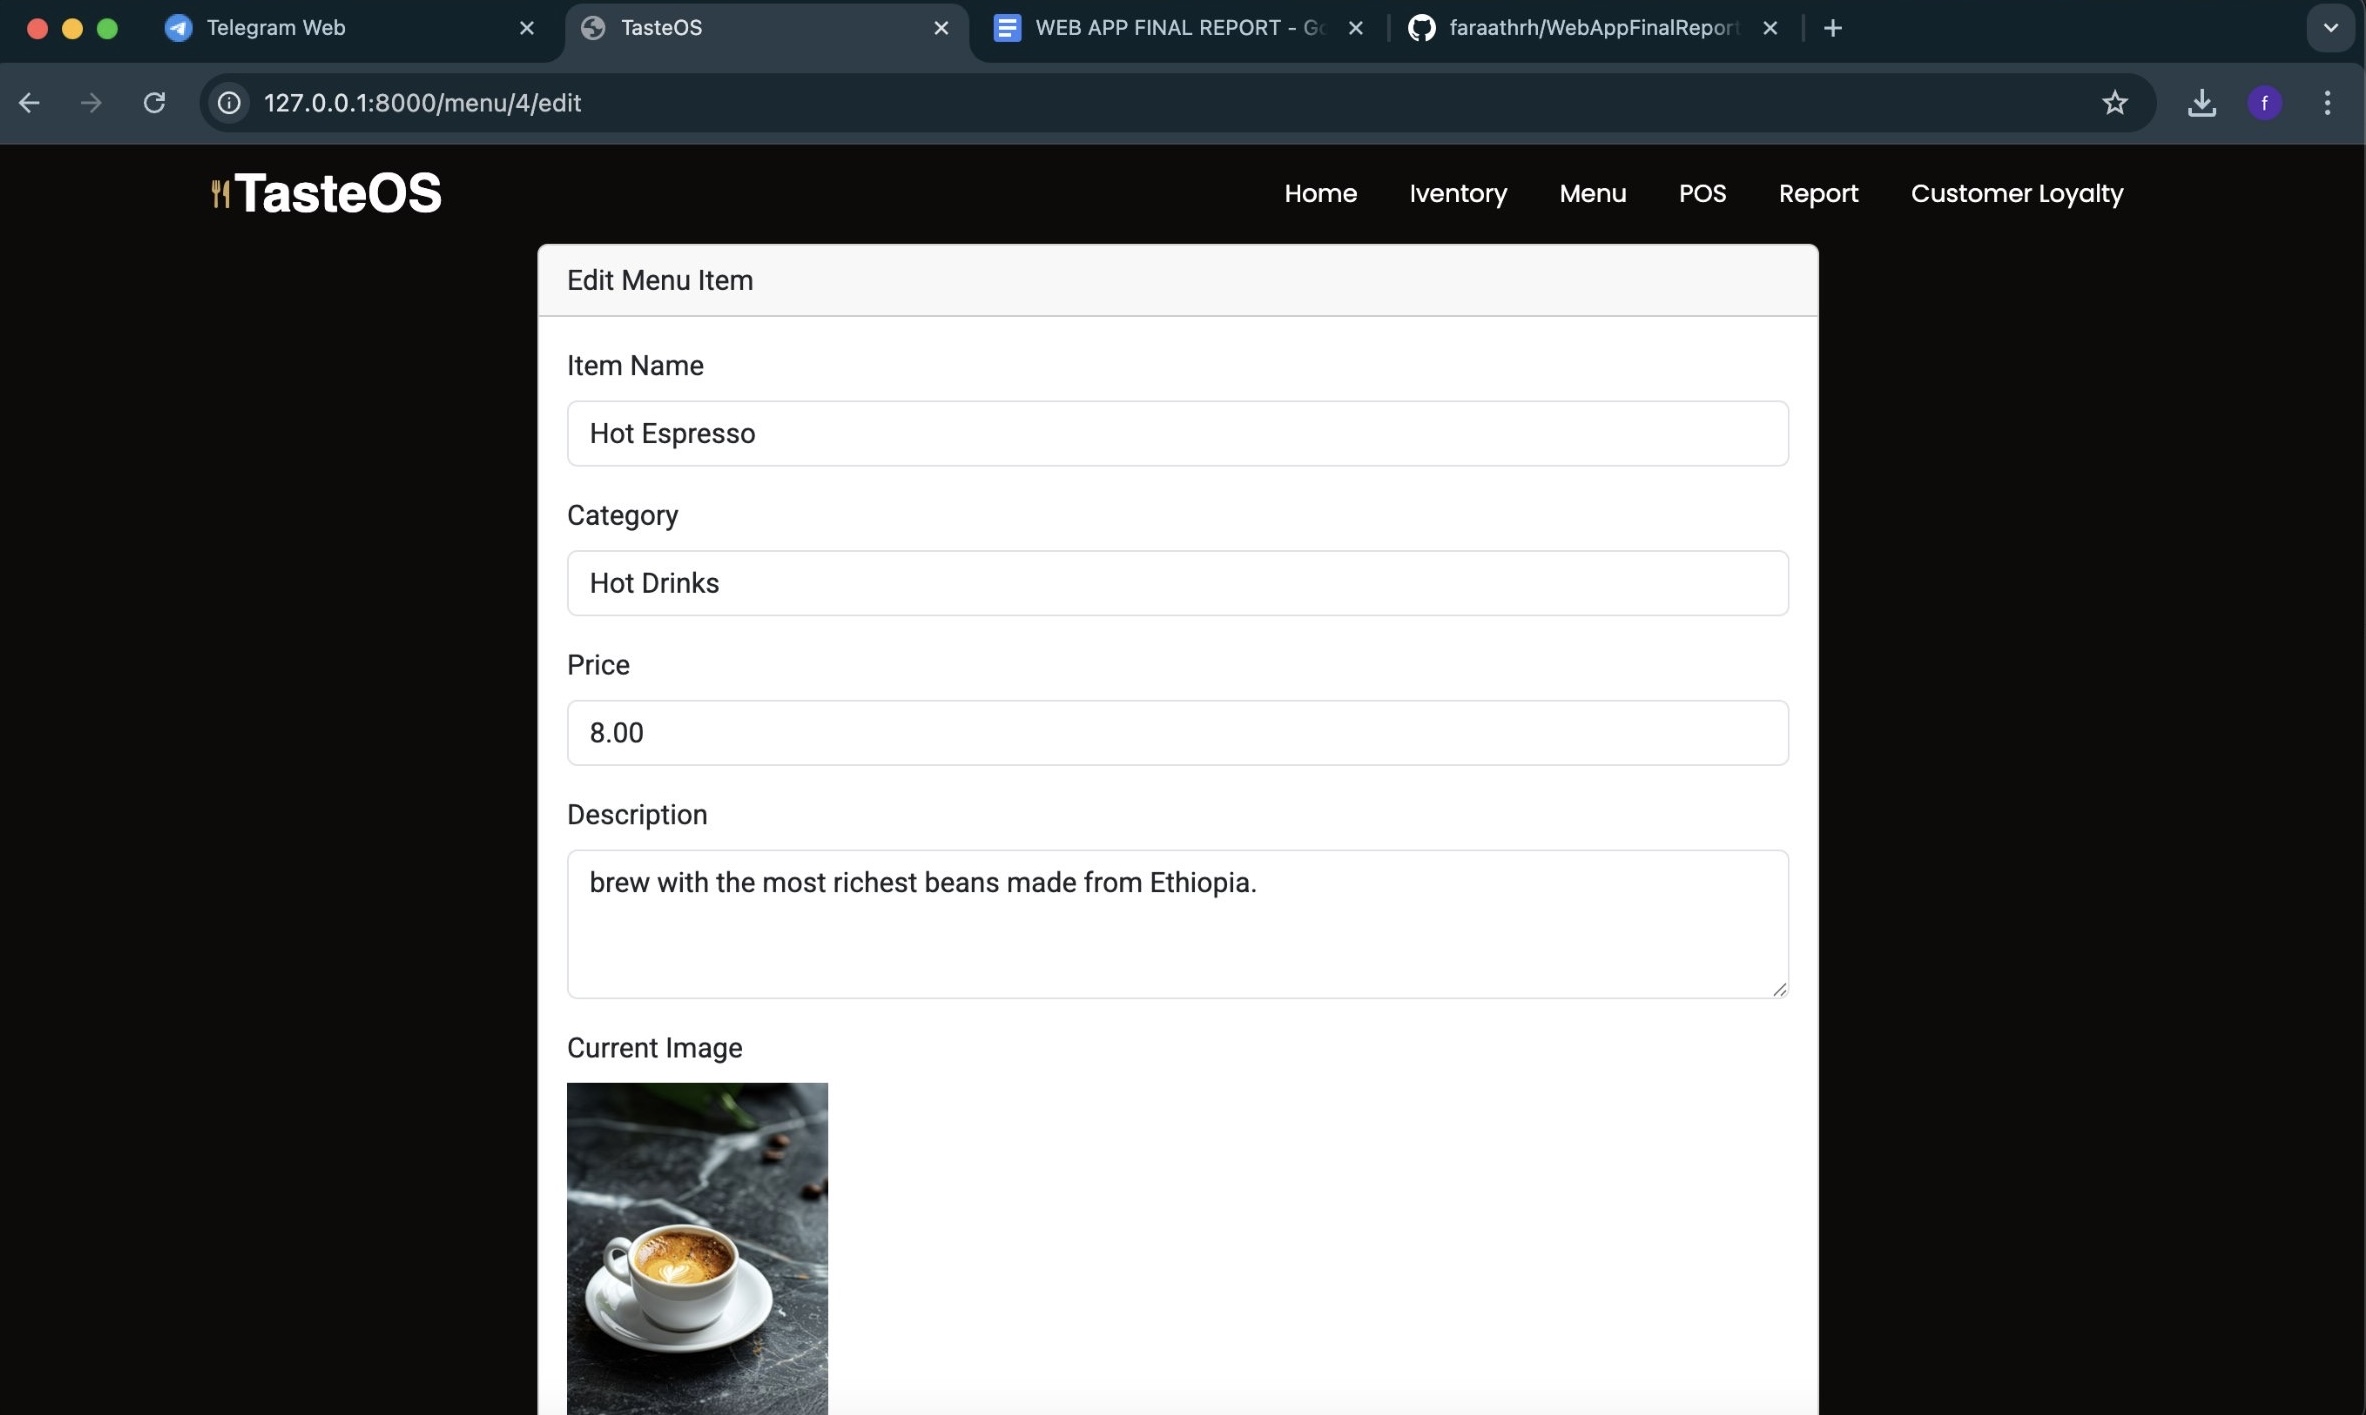 Telegram Web
TasteOS
WEB APP FINAL REPORT - Go
faraathrh/WebAppFinalReport
127.0.0.1:8000/menu/4/edit
f
TasteOS
Home Iventory Menu POS Report Customer Loyalty
Edit Menu Item
Item Name
Hot Espresso
Category
Hot Drinks
Price
8.00
Description
brew with the most richest beans made from Ethiopia.
Current Image